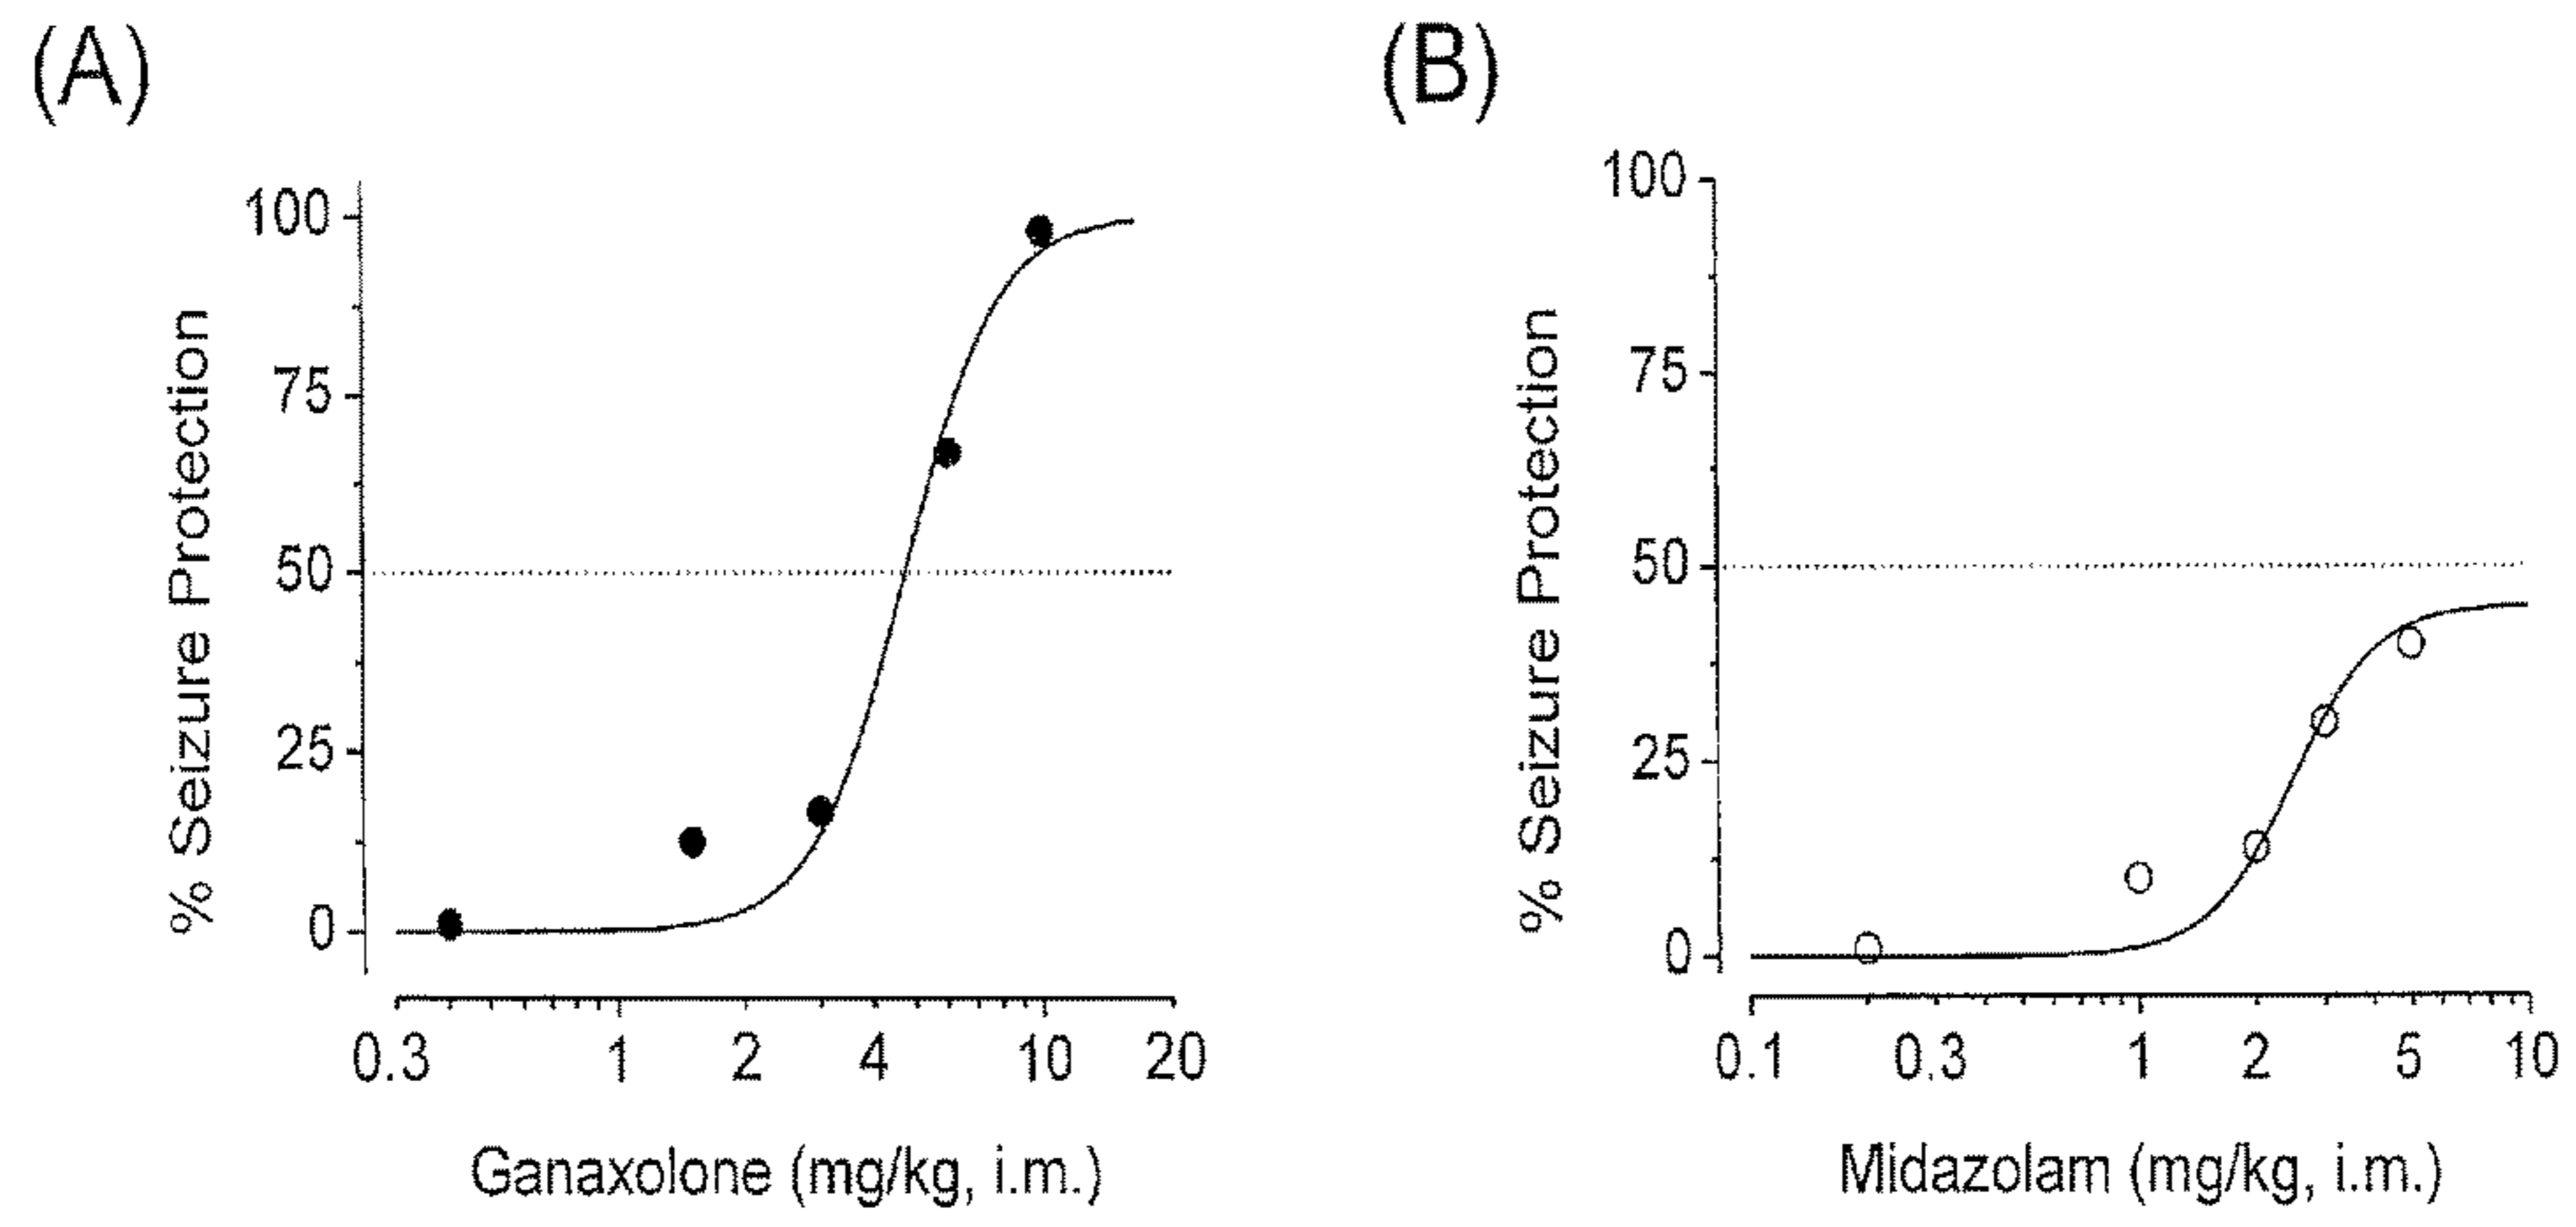 (A)
% Seizure Protection
100
75
50
25
0
0.3 1 2 4 10 20
Ganaxolone (mg/kg, i.m.)
(B)
% Seizure Protection
100
75
50
25
0
0.1 0.3 1 2 5 10
Midazolam (mg/kg, i.m.)